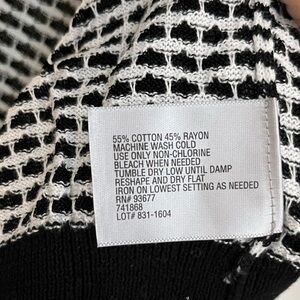 55% COTTON 45% RAYON
MACHINE WASH COLD
USE ONLY NON-CHLORINE
BLEACH WHEN NEEDED
TUMBLE DRY LOW UNTIL DAMP
RESHAPE AND DRY FLAT
IRON ON LOWEST SETTING AS NEEDED
RN# 93677
741868
LOT# 831-1604